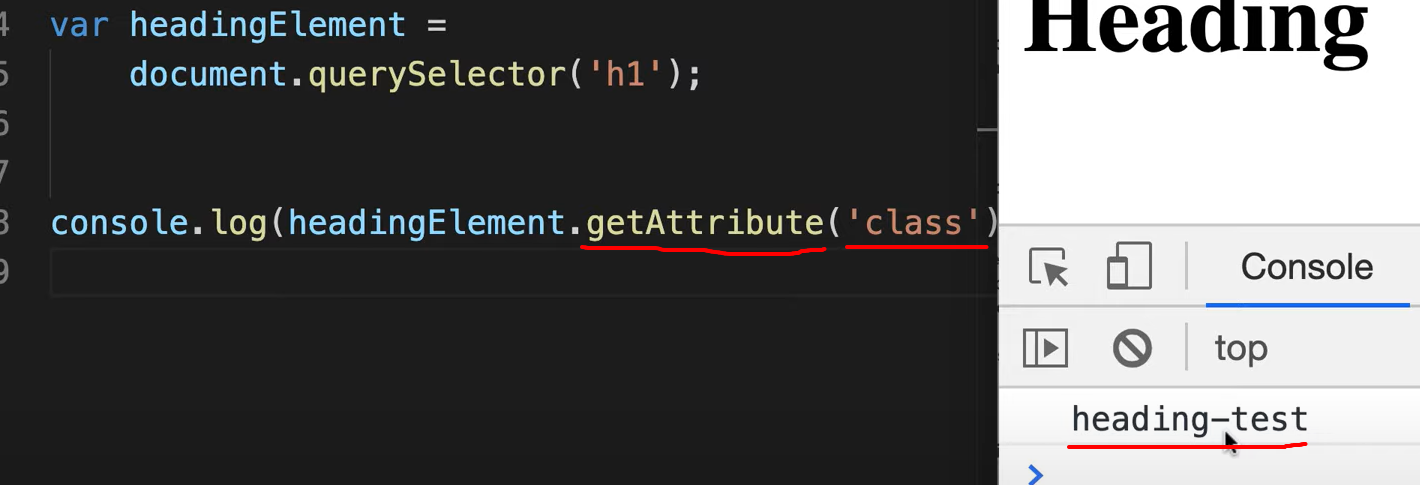 4 var headingElement =
5 document.querySelector('h1');
6
7
8 console.log(headingElement.getAttribute('class')
9
Heading
Console
top
heading-test